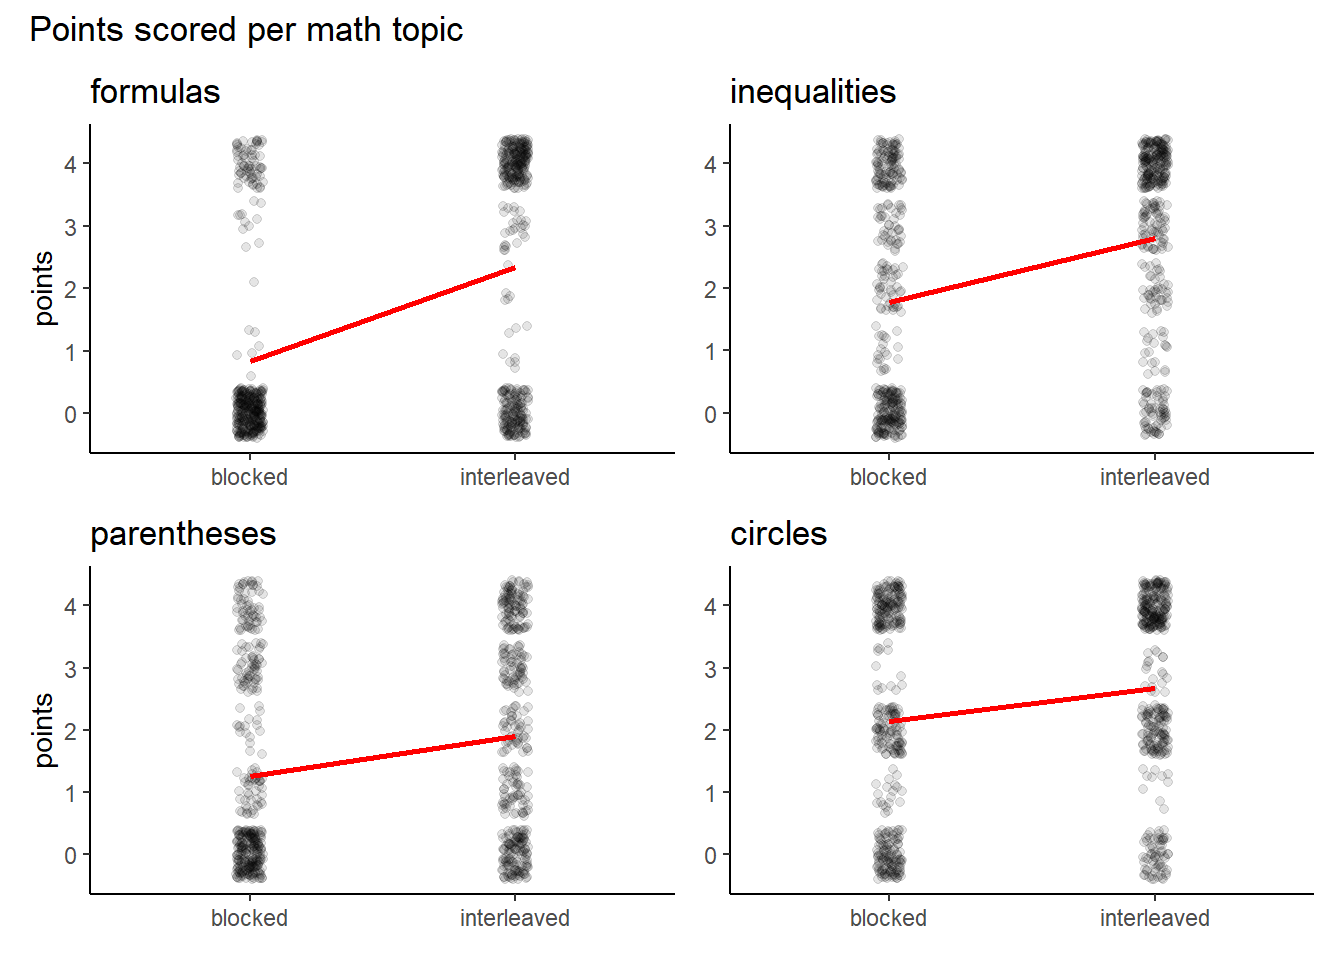 Points scored per math topic
formulas
inequalities
points
4
3
2
1
0
blocked
interleaved
4
3
2
1
0
blocked
interleaved
parentheses
circles
points
4
3
2
1
0
blocked
interleaved
4
3
2
1
0
blocked
interleaved